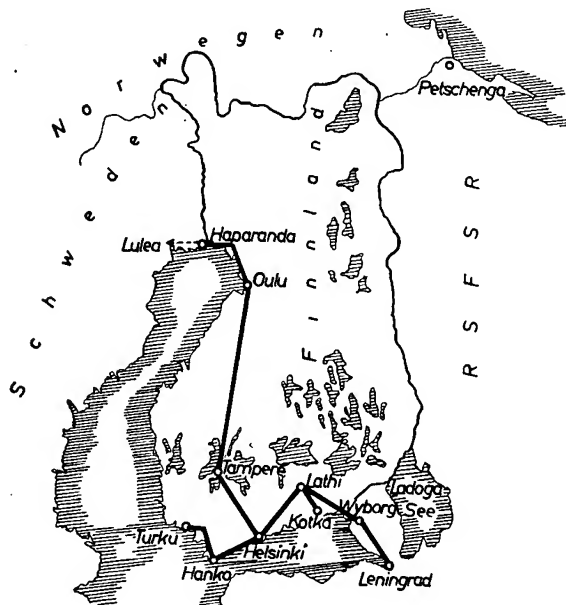 Norwegen
Petschenga
Schweden
Finnland
RSFSR
Lulea
Haparanda
Oulu
Tampere
Lathi
Ladoga
See
Kotka
Wyborg
Turku
Helsinki
Hanko
Leningrad